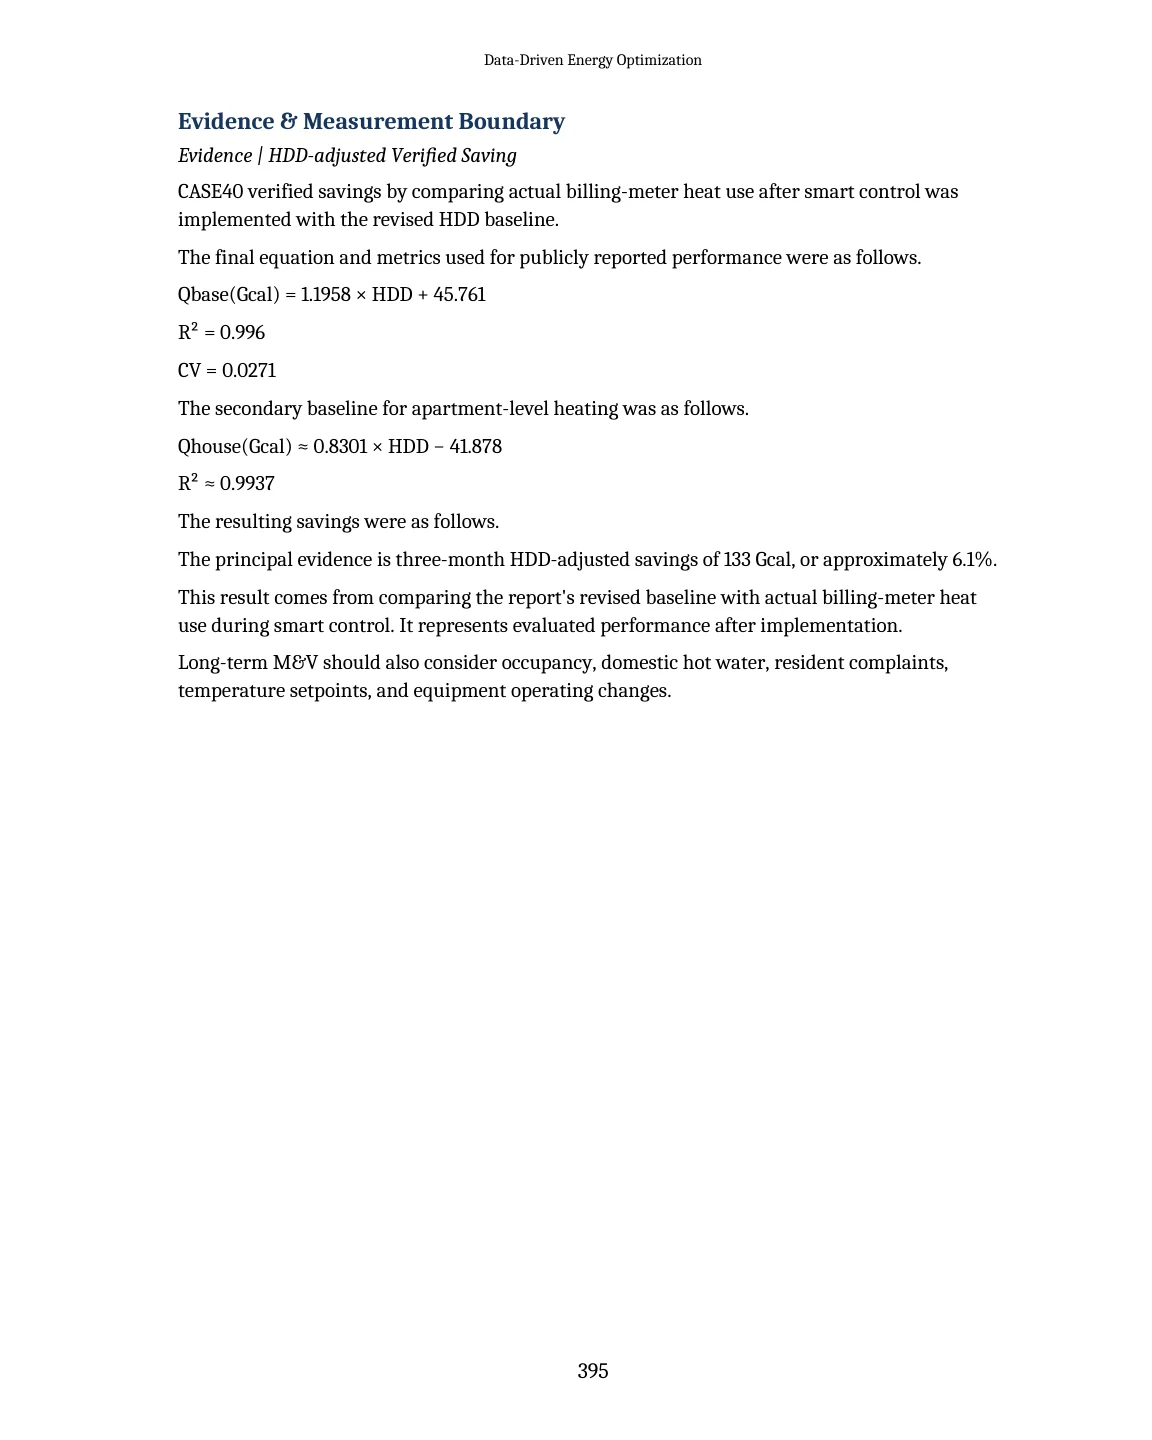 Data-Driven Energy Optimization
Evidence & Measurement Boundary
Evidence | HDD-adjusted Verified Saving
CASE40 verified savings by comparing actual billing-meter heat use after smart control was
implemented with the revised HDD baseline.
The final equation and metrics used for publicly reported performance were as follows.
Qbase(Gcal) = 1.1958 × HDD + 45.761
R² = 0.996
CV = 0.0271
The secondary baseline for apartment-level heating was as follows.
Qhouse(Gcal) ≈ 0.8301 × HDD − 41.878
R² ≈ 0.9937
The resulting savings were as follows.
The principal evidence is three-month HDD-adjusted savings of 133 Gcal, or approximately 6.1%.
This result comes from comparing the report's revised baseline with actual billing-meter heat
use during smart control. It represents evaluated performance after implementation.
Long-term M&V should also consider occupancy, domestic hot water, resident complaints,
temperature setpoints, and equipment operating changes.
395